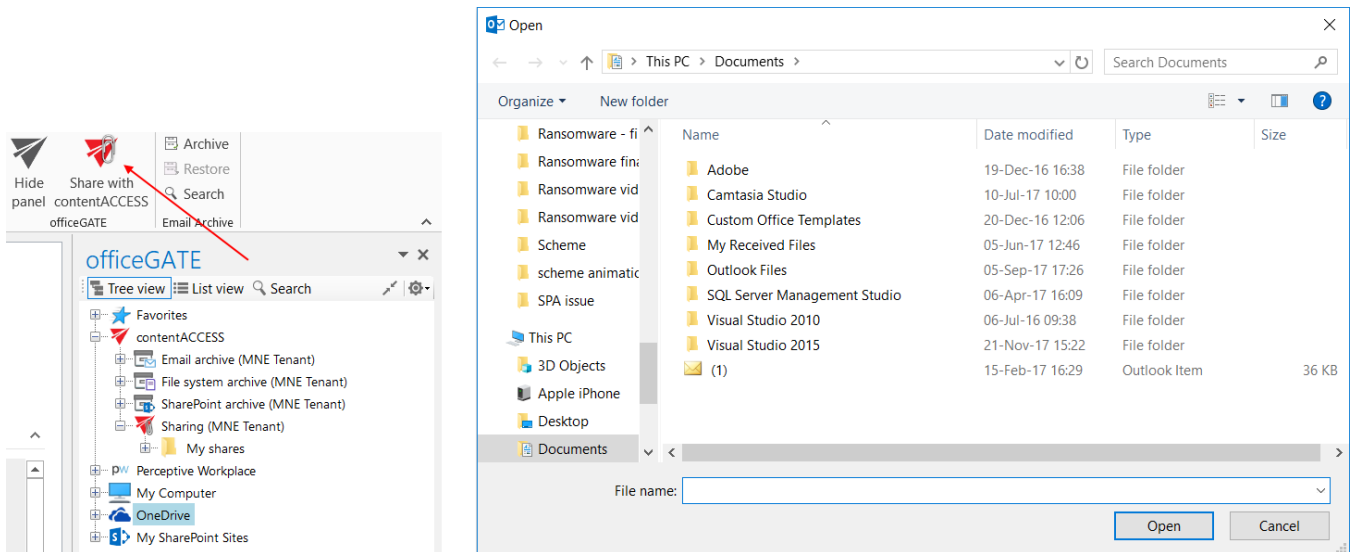 Hide
panel
Share with
contentACCESS
Archive
Restore
Search
officeGATE
Email Archive
officeGATE
Tree view
List view
Search
Favorites
contentACCESS
Email archive (MNE Tenant)
File system archive (MNE Tenant)
SharePoint archive (MNE Tenant)
Sharing (MNE Tenant)
My shares
Perceptive Workplace
My Computer
OneDrive
My SharePoint Sites
Open
This PC > Documents >
Search Documents
Organize
New folder
Ransomware - fi
Ransomware fina
Ransomware vid
Ransomware vid
Scheme
scheme animatic
SPA issue
This PC
3D Objects
Apple iPhone
Desktop
Documents
Name Date modified Type Size
Adobe 19-Dec-16 16:38 File folder
Camtasia Studio 10-Jul-17 10:00 File folder
Custom Office Templates 20-Dec-16 12:06 File folder
My Received Files 05-Jun-17 12:46 File folder
Outlook Files 05-Sep-17 17:26 File folder
SQL Server Management Studio 06-Apr-17 16:09 File folder
Visual Studio 2010 06-Jul-16 09:38 File folder
Visual Studio 2015 21-Nov-17 15:22 File folder
(1) 15-Feb-17 16:29 Outlook Item 36 KB
File name:
Open
Cancel